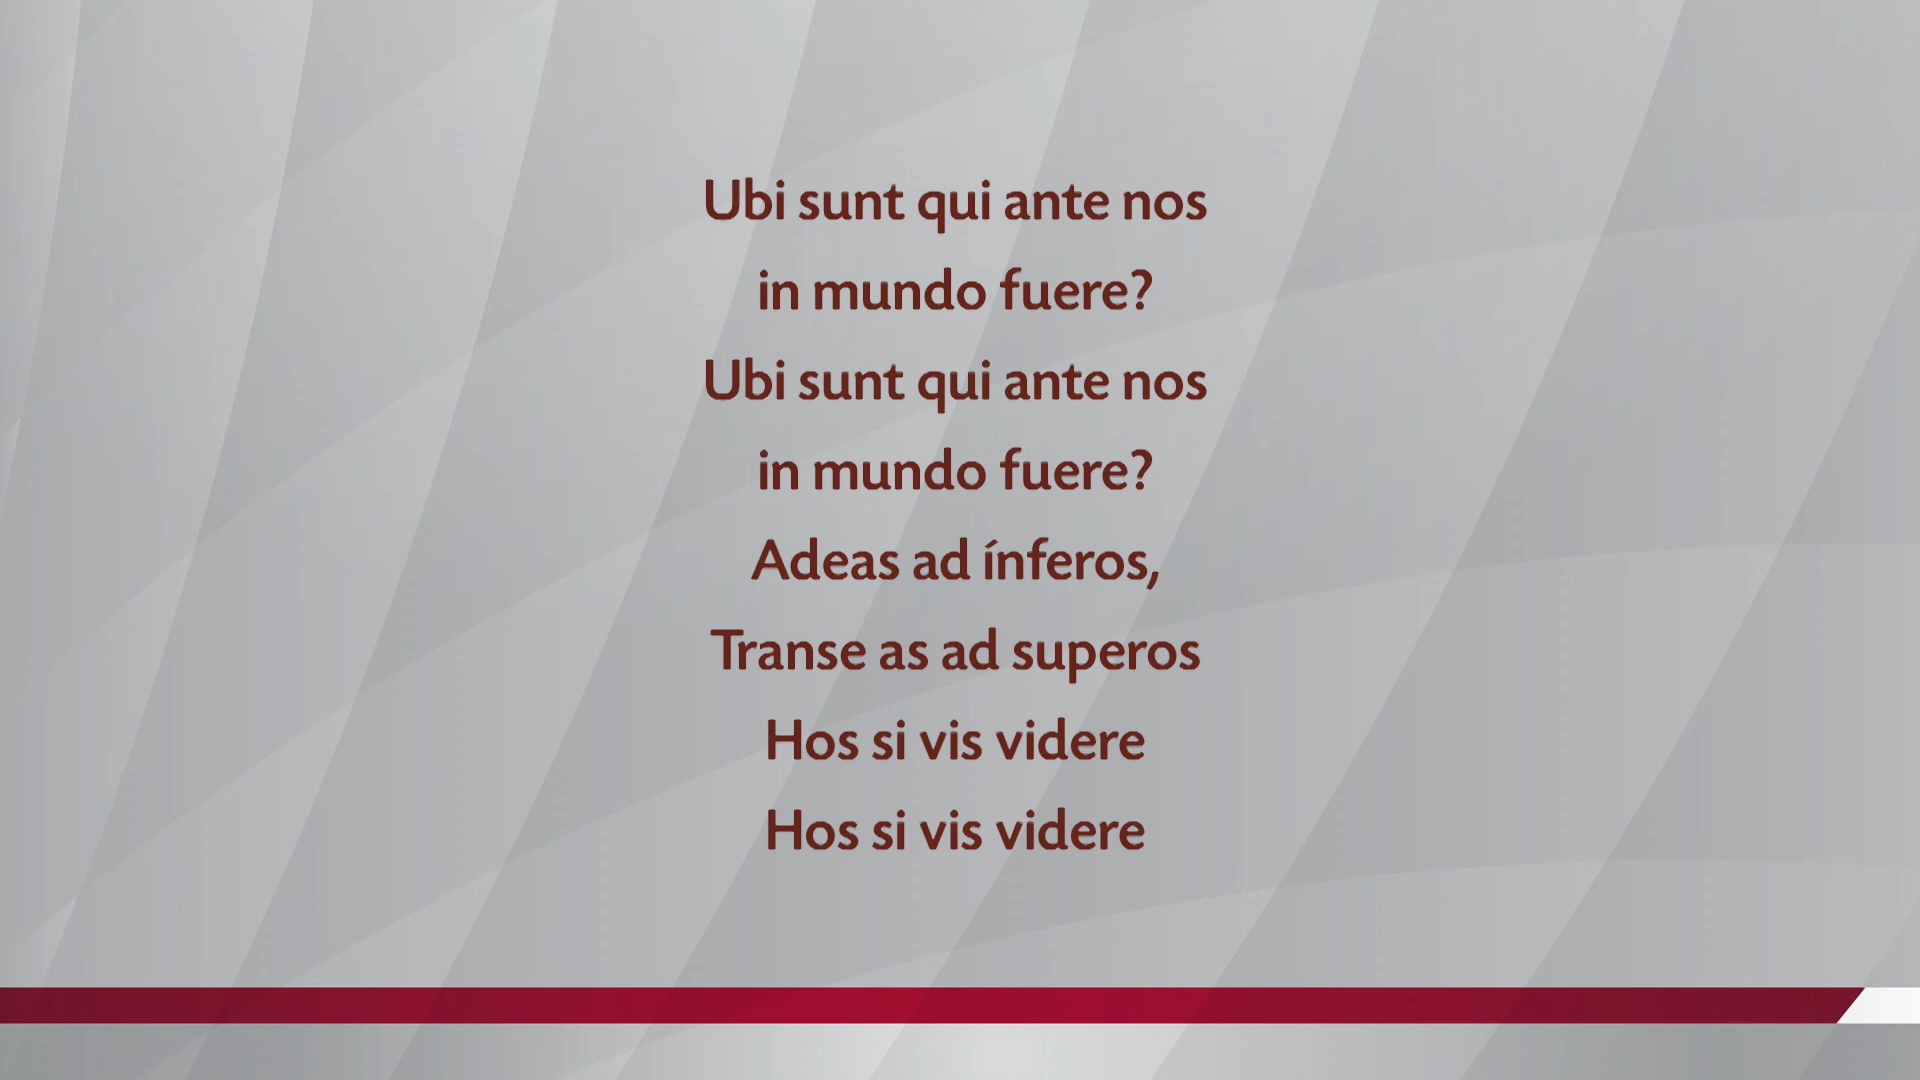 Ubi sunt qui ante nos
in mundo fuere?
Ubi sunt qui ante nos
in mundo fuere?
Adeas ad ínferos,
Transe as ad superos
Hos si vis videre
Hos si vis videre